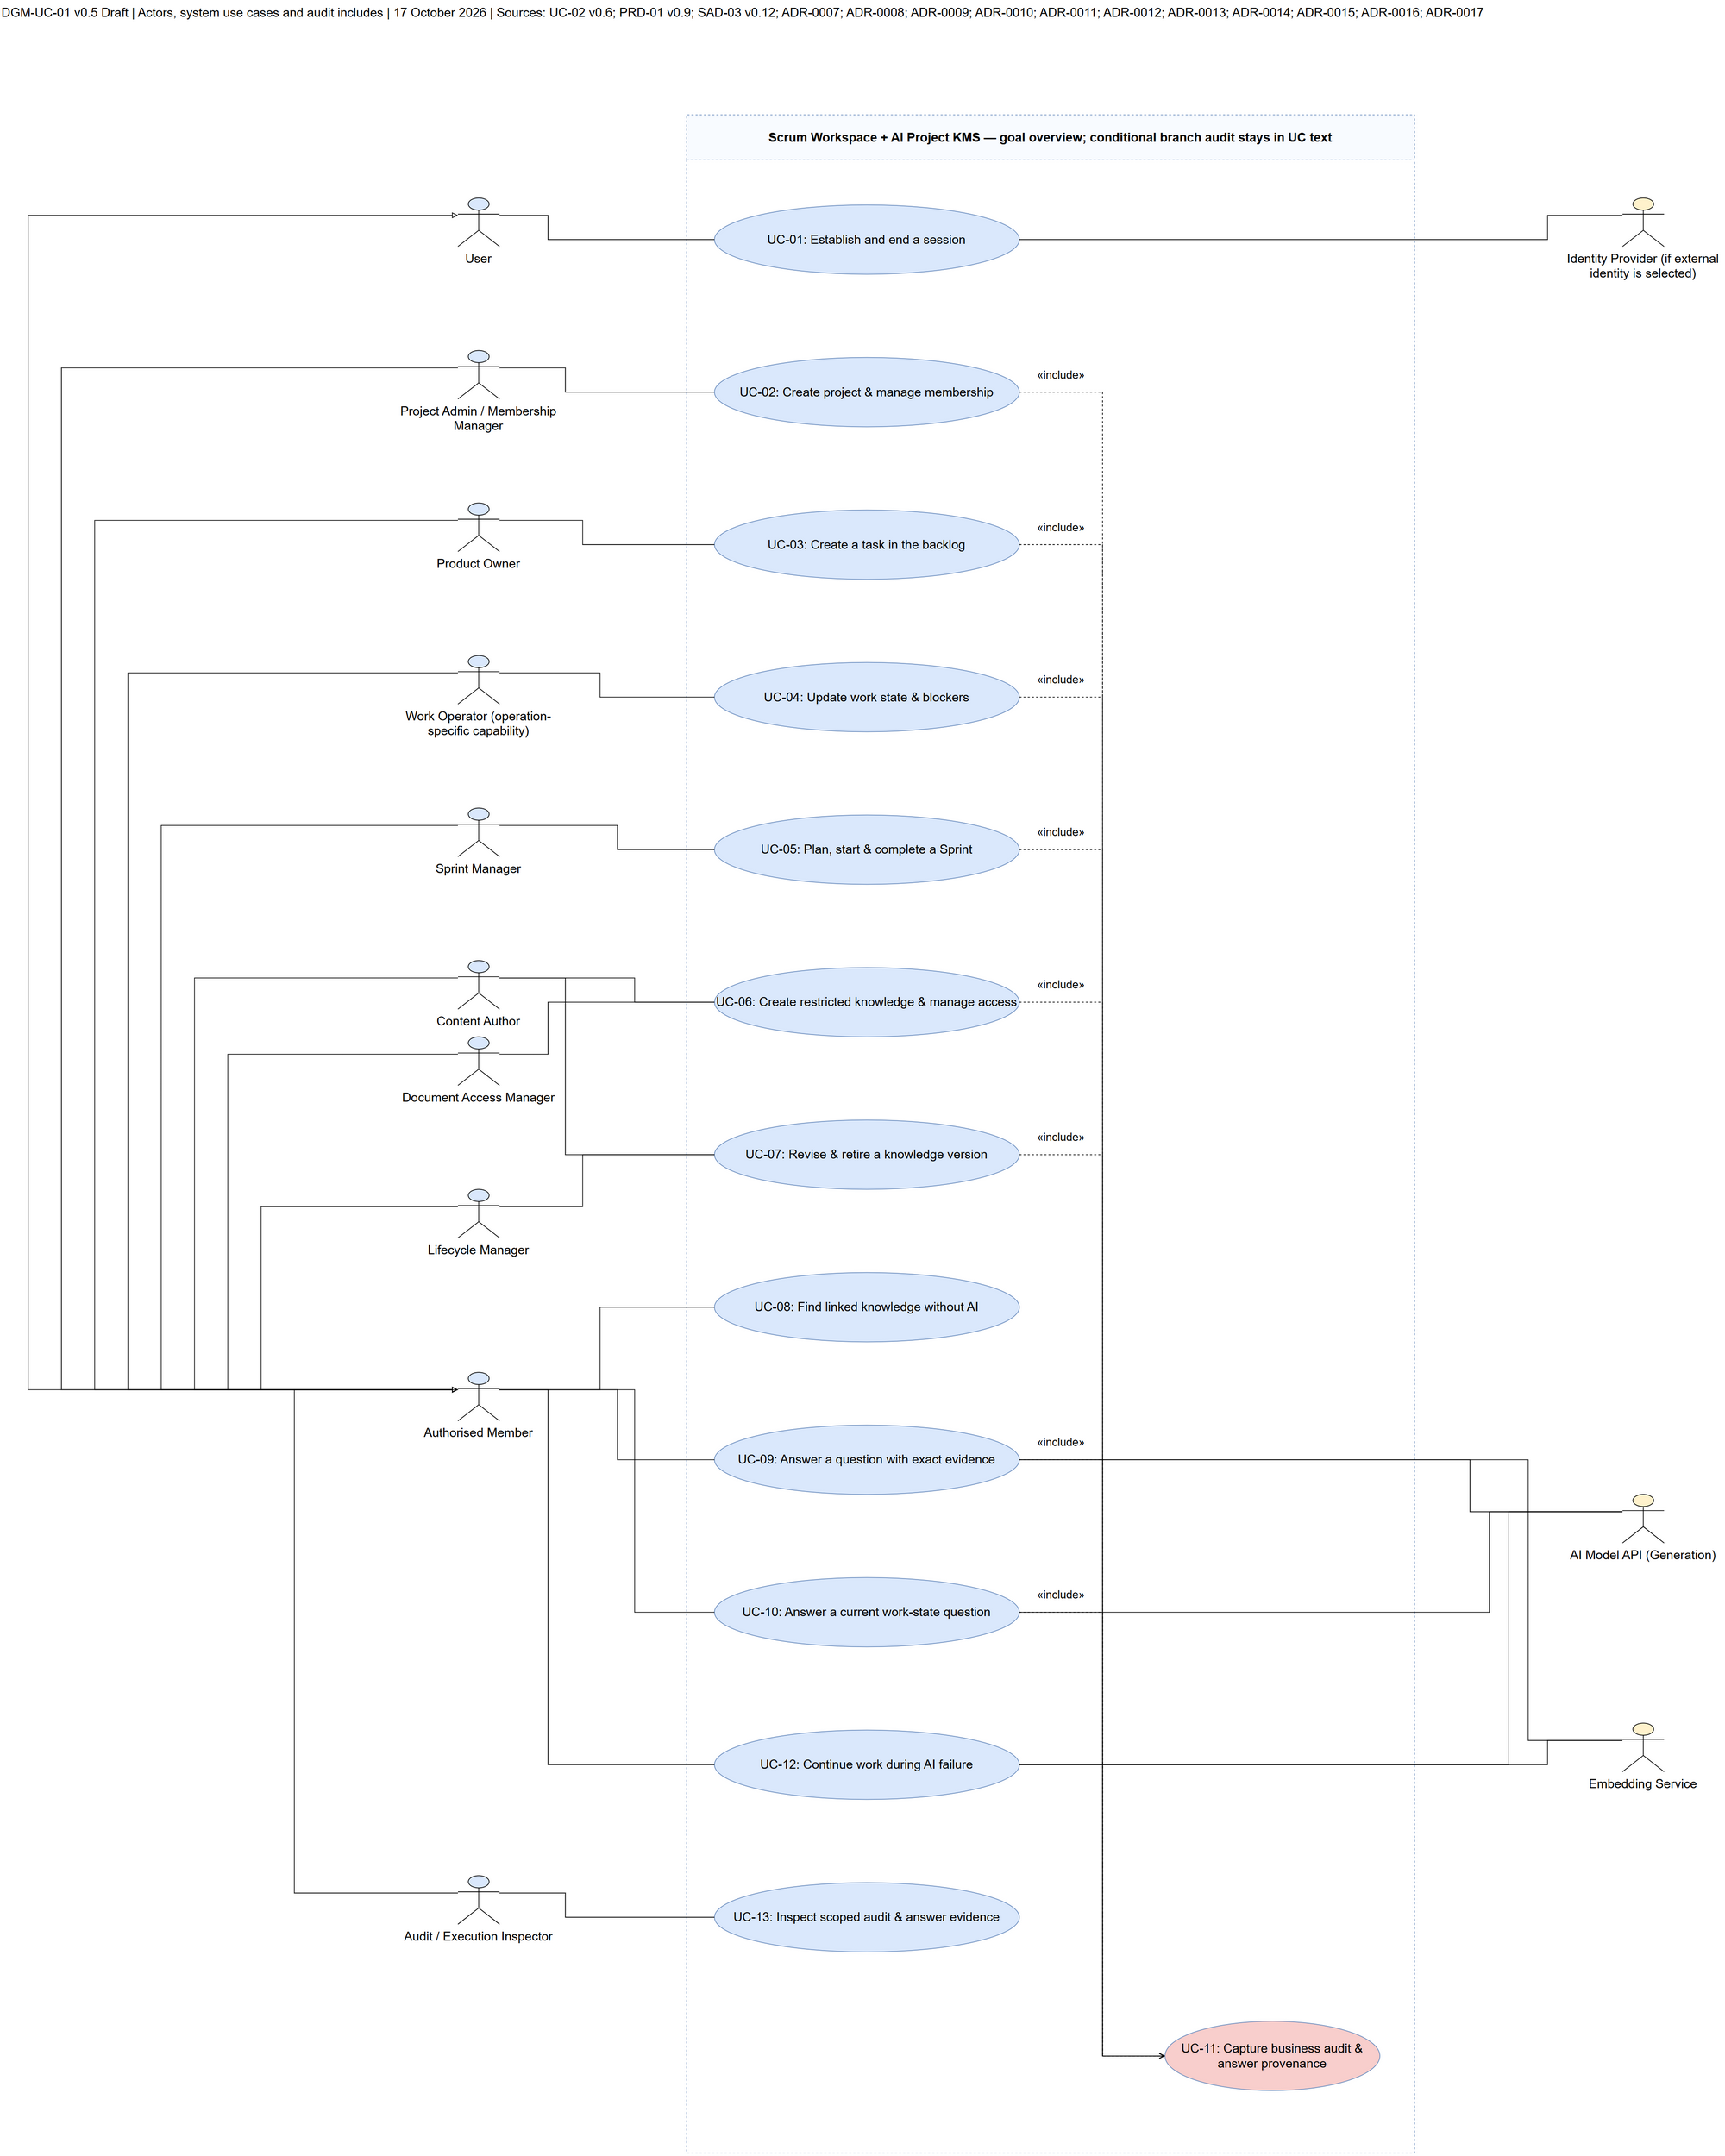 DGM-UC-01 v0.5 Draft | Actors, system use cases and audit includes | 17 October 2026 | Sources: UC-02 v0.6; PRD-01 v0.9; SAD-03 v0.12; ADR-0007; ADR-0008; ADR-0009; ADR-0010; ADR-0011; ADR-0012; ADR-0013; ADR-0014; ADR-0015; ADR-0016; ADR-0017
Scrum Workspace + AI Project KMS — goal overview; conditional branch audit stays in UC text
User
UC-01: Establish and end a session
Identity Provider (if external
identity is selected)
Project Admin / Membership
Manager
UC-02: Create project & manage membership
«include»
Product Owner
UC-03: Create a task in the backlog
«include»
Work Operator (operation-
specific capability)
UC-04: Update work state & blockers
«include»
Sprint Manager
UC-05: Plan, start & complete a Sprint
«include»
Content Author
UC-06: Create restricted knowledge & manage access
«include»
Document Access Manager
UC-07: Revise & retire a knowledge version
«include»
Lifecycle Manager
UC-08: Find linked knowledge without AI
Authorised Member
UC-09: Answer a question with exact evidence
«include»
AI Model API (Generation)
UC-10: Answer a current work-state question
«include»
UC-12: Continue work during AI failure
Embedding Service
Audit / Execution Inspector
UC-13: Inspect scoped audit & answer evidence
UC-11: Capture business audit &
answer provenance